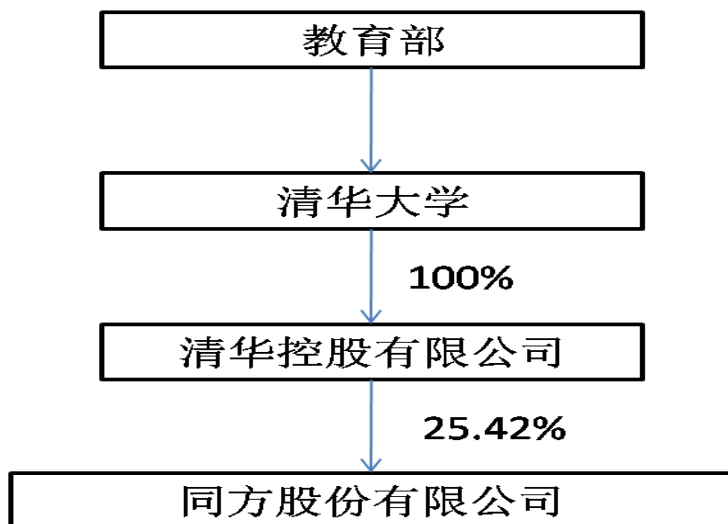 教育部
清华大学
100%
清华控股有限公司
25.42%
同方股份有限公司